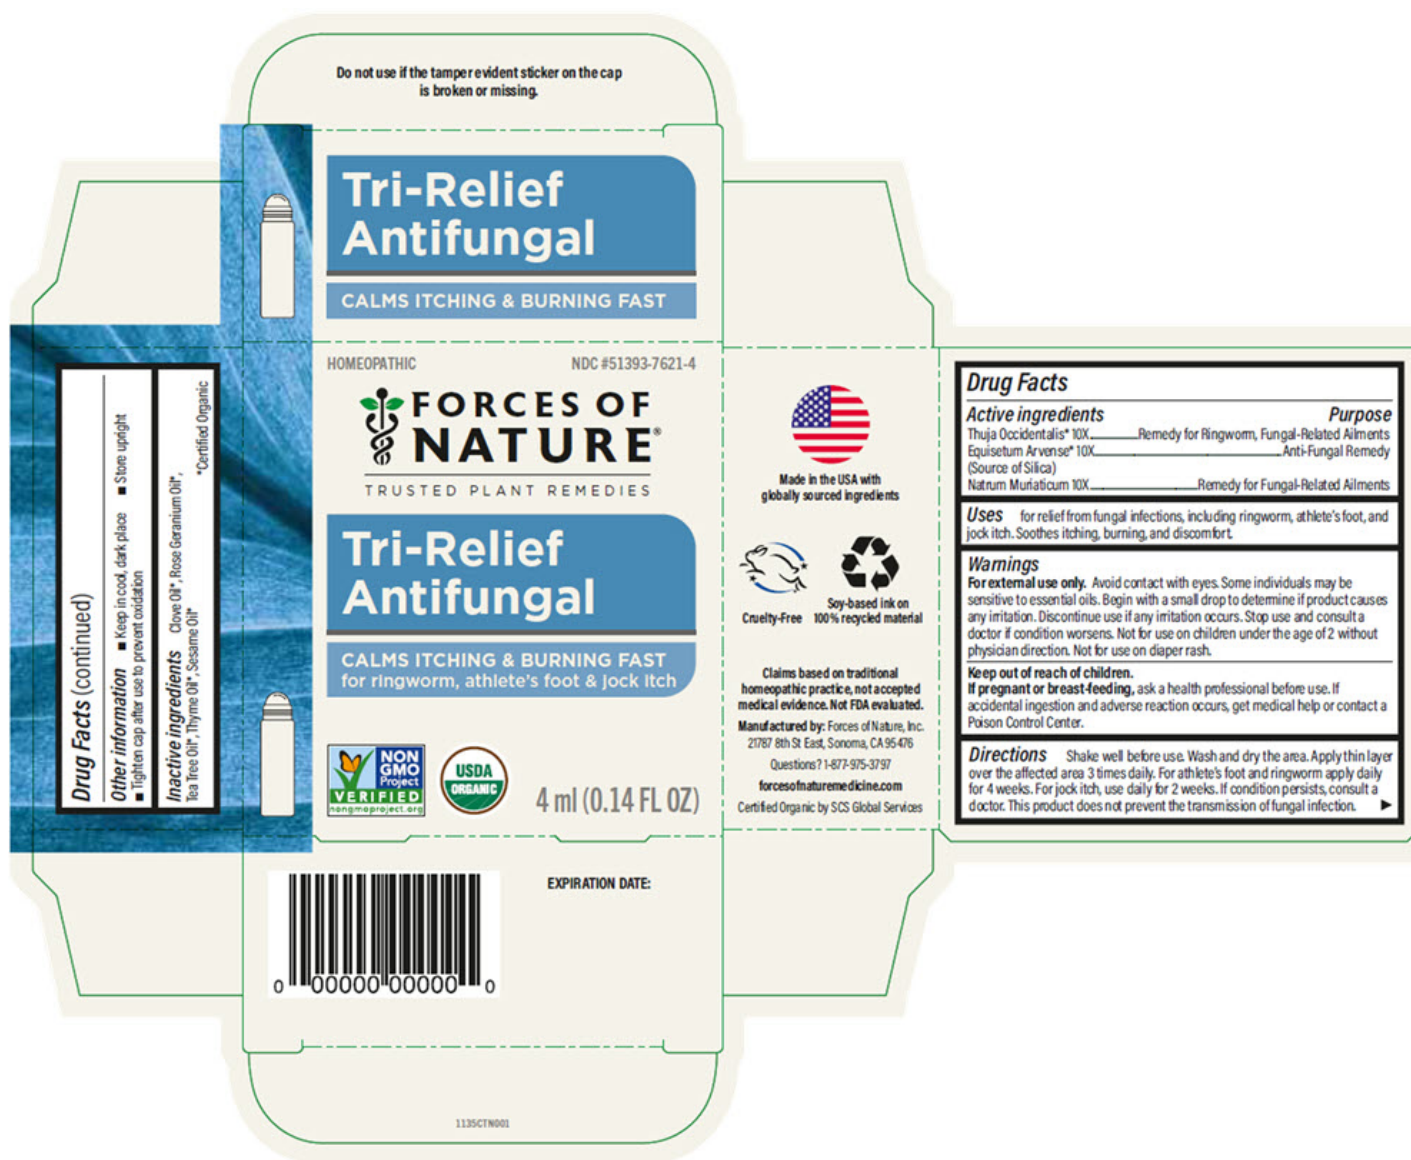 Do not use if the tamper evident sticker on the cap
is broken or missing.
Tri-Relief
Antifungal
CALMS ITCHING & BURNING FAST
HOMEOPATHIC
NDC #51393-7621-4
FORCES OF
NATURE®
TRUSTED PLANT REMEDIES
Tri-Relief
Antifungal
CALMS ITCHING & BURNING FAST
for ringworm, athlete's foot & jock itch
NON
GMO
Project
VERIFIED
nongmoproject.org
USDA
ORGANIC
4 ml (0.14 FL OZ)
Drug Facts (continued)
Other information ■ Keep in cool, dark place ■ Store upright
■ Tighten cap after use to prevent oxidation
Inactive ingredients Clove Oil*, Rose Geranium Oil*,
Tea Tree Oil*, Thyme Oil*, Sesame Oil*
*Certified Organic
Made in the USA with
globally sourced ingredients
Cruelty-Free
Soy-based ink on
100% recycled material
Claims based on traditional
homeopathic practice, not accepted
medical evidence. Not FDA evaluated.
Manufactured by: Forces of Nature, Inc.
21787 8th St East, Sonoma, CA 95476
Questions? 1-877-975-3797
forcesofnaturemedicine.com
Certified Organic by SCS Global Services
Drug Facts
Active ingredients Purpose
Thuja Occidentalis* 10X Remedy for Ringworm, Fungal-Related Ailments
Equisetum Arvense* 10X Anti-Fungal Remedy
(Source of Silica)
Natrum Muriaticum 10X Remedy for Fungal-Related Ailments
Uses for relief from fungal infections, including ringworm, athlete's foot, and
jock itch. Soothes itching, burning, and discomfort.
Warnings
For external use only. Avoid contact with eyes. Some individuals may be
sensitive to essential oils. Begin with a small drop to determine if product causes
any irritation. Discontinue use if any irritation occurs. Stop use and consult a
doctor if condition worsens. Not for use on children under the age of 2 without
physician direction. Not for use on diaper rash.
Keep out of reach of children.
If pregnant or breast-feeding, ask a health professional before use. If
accidental ingestion and adverse reaction occurs, get medical help or contact a
Poison Control Center.
Directions Shake well before use. Wash and dry the area. Apply thin layer
over the affected area 3 times daily. For athlete's foot and ringworm apply daily
for 4 weeks. For jock itch, use daily for 2 weeks. If condition persists, consult a
doctor. This product does not prevent the transmission of fungal infection. ►
EXPIRATION DATE:
0 00000 00000 0
1135CTN001